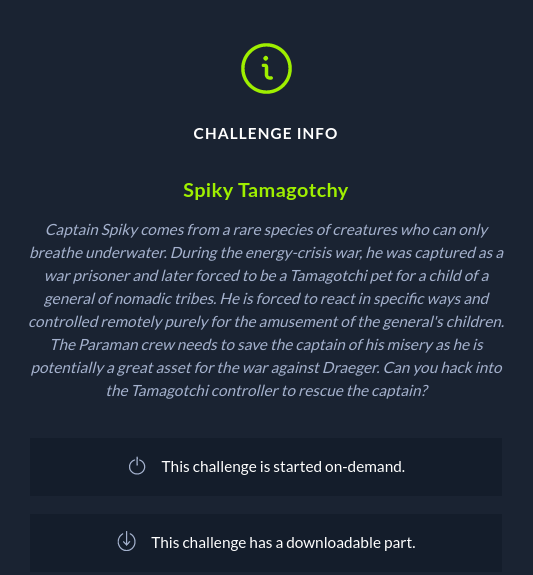 CHALLENGE INFO
Spiky Tamagotchy
Captain Spiky comes from a rare species of creatures who can only
breathe underwater. During the energy-crisis war, he was captured as a
war prisoner and later forced to be a Tamagotchi pet for a child of a
general of nomadic tribes. He is forced to react in specific ways and
controlled remotely purely for the amusement of the general's children.
The Paraman crew needs to save the captain of his misery as he is
potentially a great asset for the war against Draeger. Can you hack into
the Tamagotchi controller to rescue the captain?
This challenge is started on-demand.
This challenge has a downloadable part.